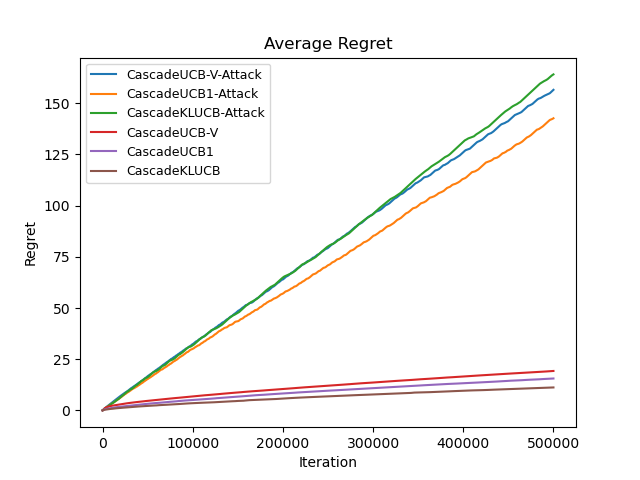 Average Regret
CascadeUCB-V-Attack
CascadeUCB1-Attack
CascadeKLUCB-Attack
CascadeUCB-V
CascadeUCB1
CascadeKLUCB
150
125
100
75
50
25
0
Regret
0 100000 200000 300000 400000 500000
Iteration